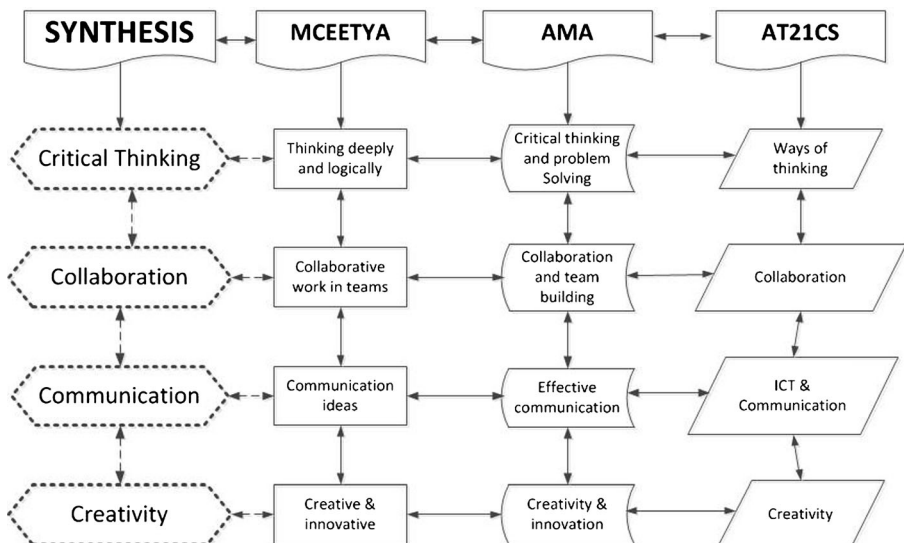 SYNTHESIS
MCEETYA
AMA
AT21CS
Critical Thinking
Thinking deeply
and logically
Critical thinking
and problem
Solving
Ways of
thinking
Collaboration
Collaborative
work in teams
Collaboration
and team
building
Collaboration
Communication
Communication
ideas
Effective
communication
ICT &
Communication
Creativity
Creative &
innovative
Creativity &
innovation
Creativity